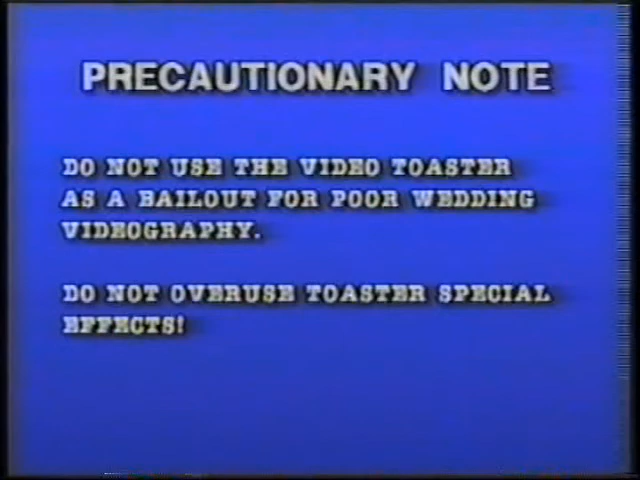 PRECAUTIONARY NOTE
DO NOT USE THE VIDEO TOASTER
AS A BAILOUT FOR POOR WEDDING
VIDEOGRAPHY.
DO NOT OVERUSE TOASTER SPECIAL
EFFECTS!